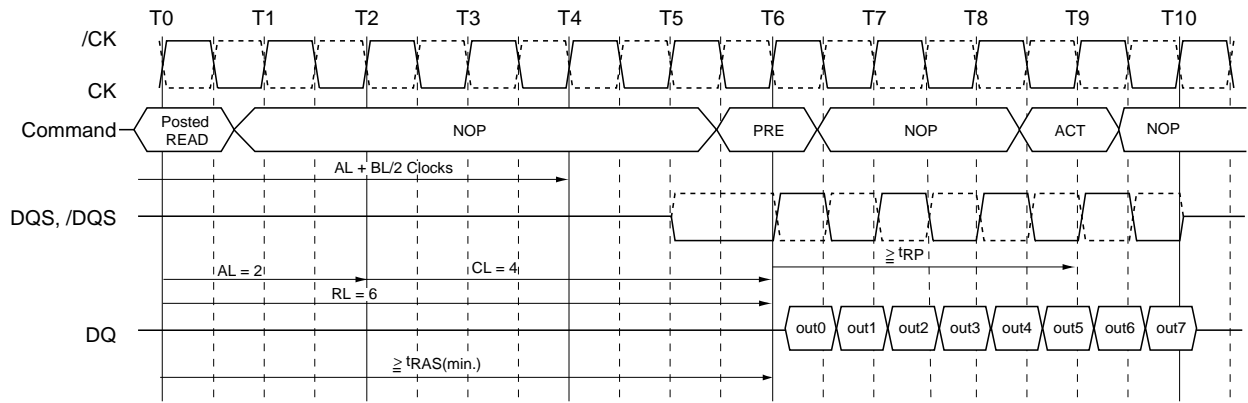 T0 T1 T2 T3 T4 T5 T6 T7 T8 T9 T10
/CK
CK
Command
Posted
READ
NOP
PRE
NOP
ACT
NOP
AL + BL/2 Clocks
DQS, /DQS
AL = 2
CL = 4
≧ tRP
RL = 6
DQ
out0 out1 out2 out3 out4 out5 out6 out7
≧ tRAS(min.)